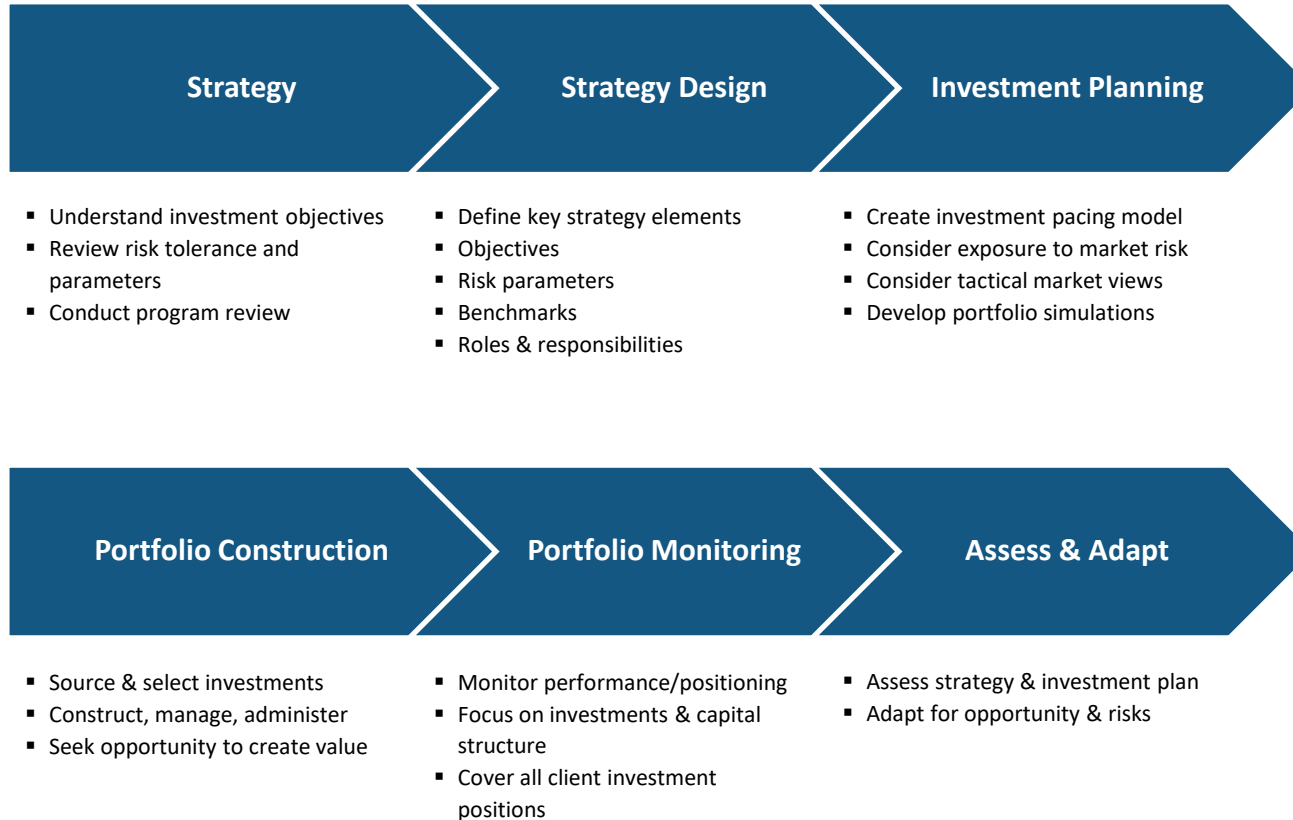 Strategy
Strategy Design
Investment Planning
▪ Understand investment objectives
▪ Review risk tolerance and
parameters
▪ Conduct program review
▪ Define key strategy elements
▪ Objectives
▪ Risk parameters
▪ Benchmarks
▪ Roles & responsibilities
▪ Create investment pacing model
▪ Consider exposure to market risk
▪ Consider tactical market views
▪ Develop portfolio simulations
Portfolio Construction
Portfolio Monitoring
Assess & Adapt
▪ Source & select investments
▪ Construct, manage, administer
▪ Seek opportunity to create value
▪ Monitor performance/positioning
▪ Focus on investments & capital
structure
▪ Cover all client investment
positions
▪ Assess strategy & investment plan
▪ Adapt for opportunity & risks